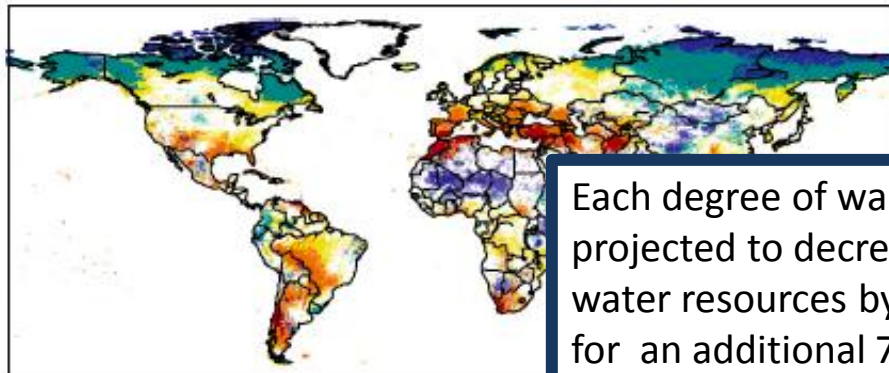 Each degree of wa
projected to decre
water resources by
for an additional 7